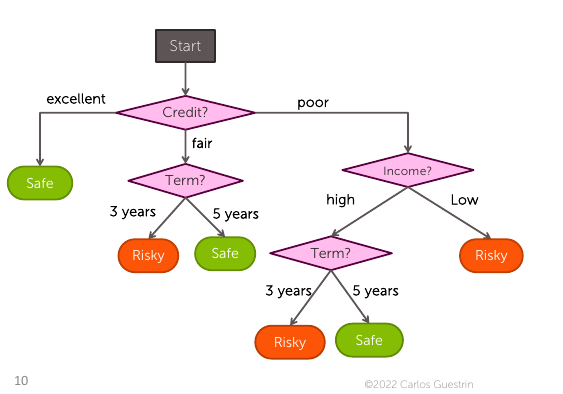 Start
excellent
Credit?
poor
fair
Safe
Term?
Income?
3 years
5 years
high
Low
Risky
Safe
Term?
Risky
3 years
5 years
Risky
Safe
10
©2022 Carlos Guestrin